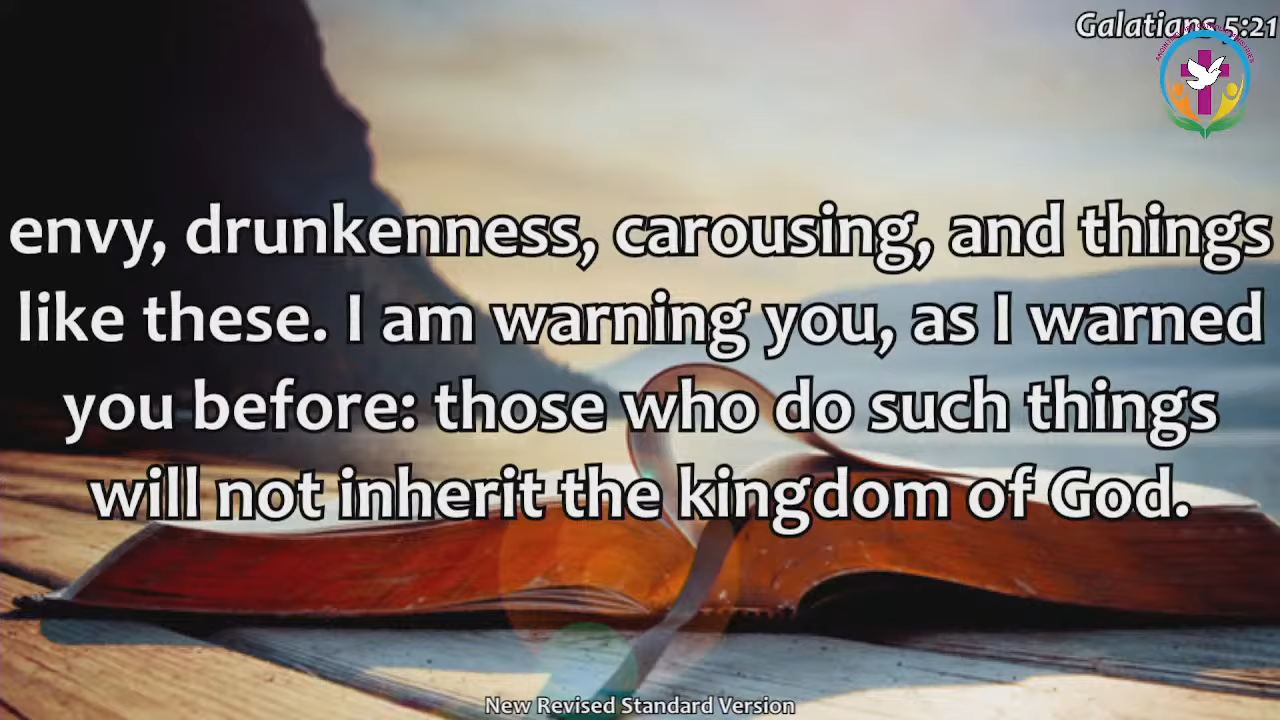 Galatians 5:21
envy, drunkenness, carousing, and things
like these. I am warning you, as I warned
you before: those who do such things
will not inherit the kingdom of God.
New Revised Standard Version